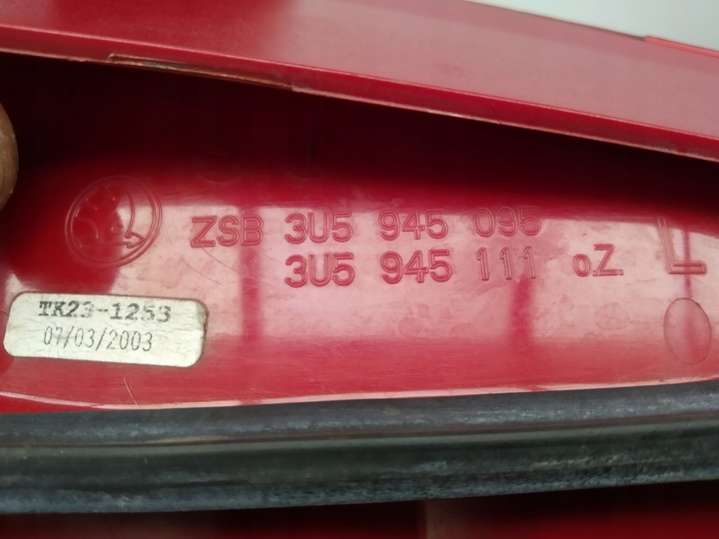 ZSB 3U5 945 095
3U5 945 111 oZ. L
TK23-1253
07/03/2003